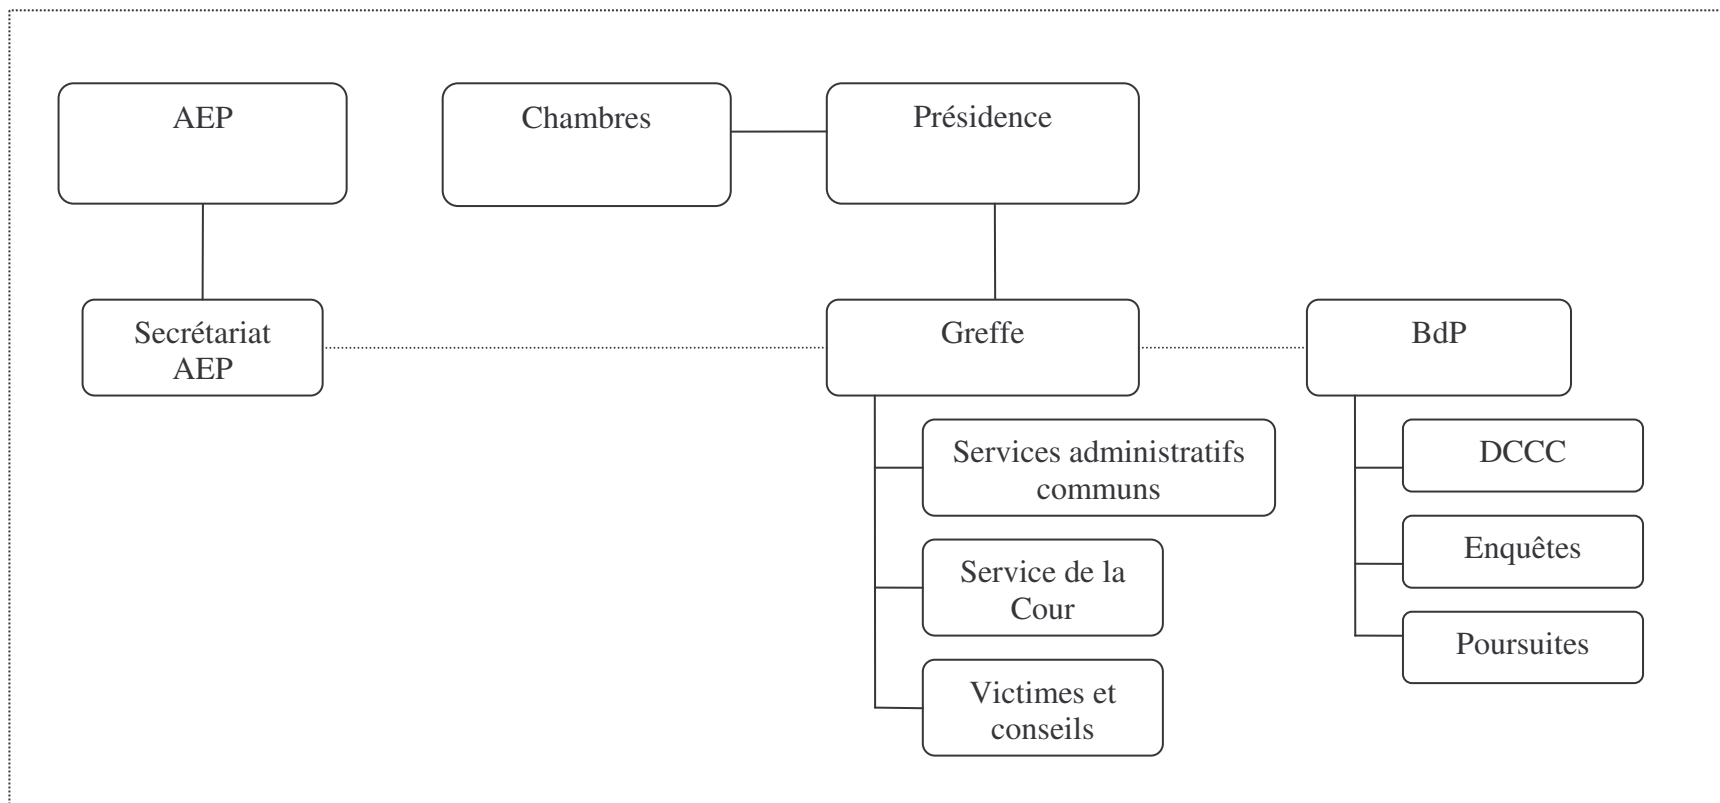 AEP
Chambres
Présidence
Secrétariat
AEP
Greffe
BdP
Services administratifs
communs
DCCC
Service de la
Cour
Enquêtes
Victimes et
conseils
Poursuites